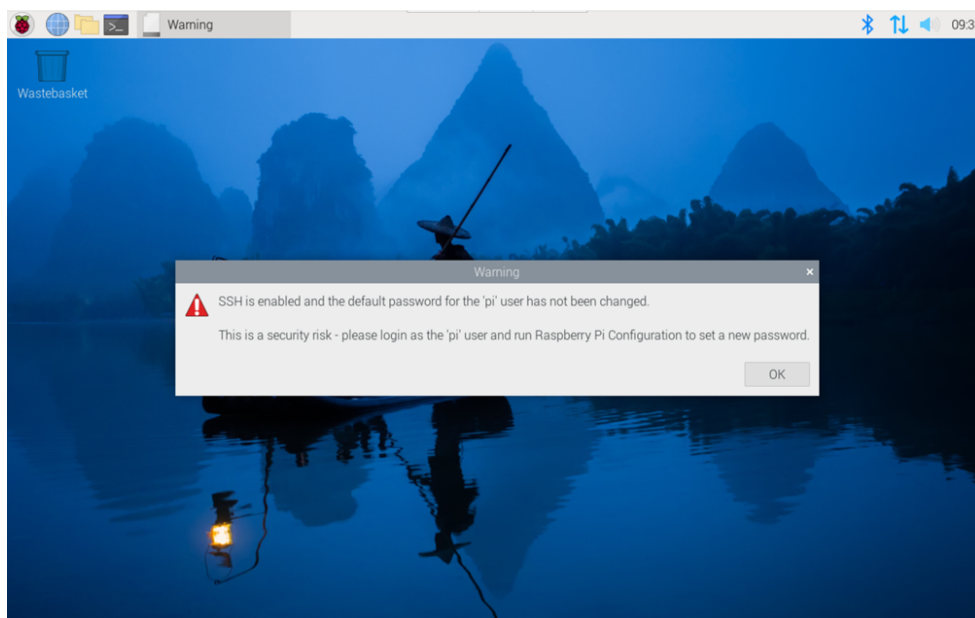 Warning
09:3
Wastebasket
Warning
SSH is enabled and the default password for the 'pi' user has not been changed.
This is a security risk - please login as the 'pi' user and run Raspberry Pi Configuration to set a new password.
OK